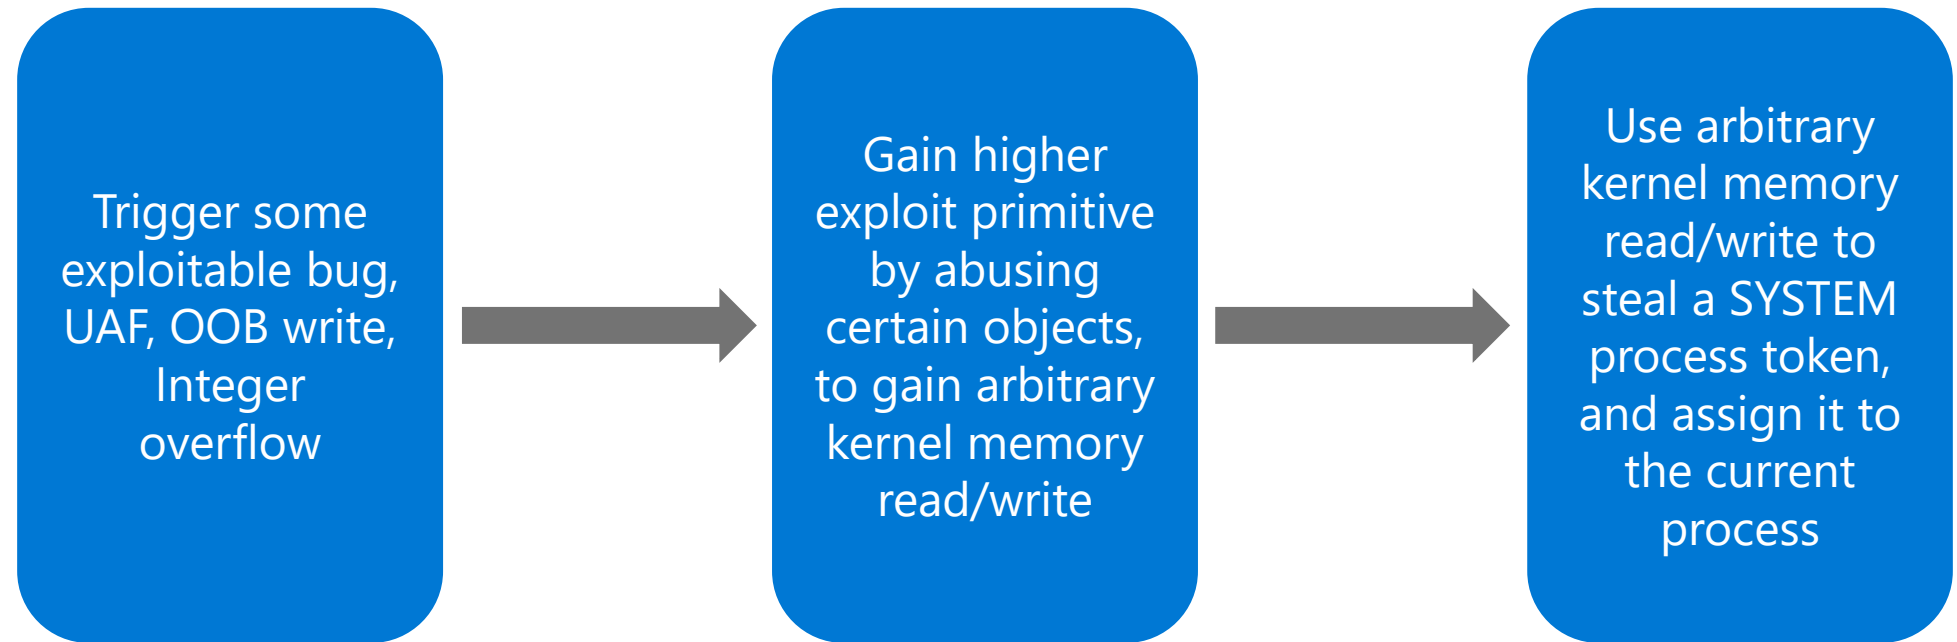 Trigger some
exploitable bug,
UAF, OOB write,
Integer
overflow
Gain higher
exploit primitive
by abusing
certain objects,
to gain arbitrary
kernel memory
read/write
Use arbitrary
kernel memory
read/write to
steal a SYSTEM
process token,
and assign it to
the current
process